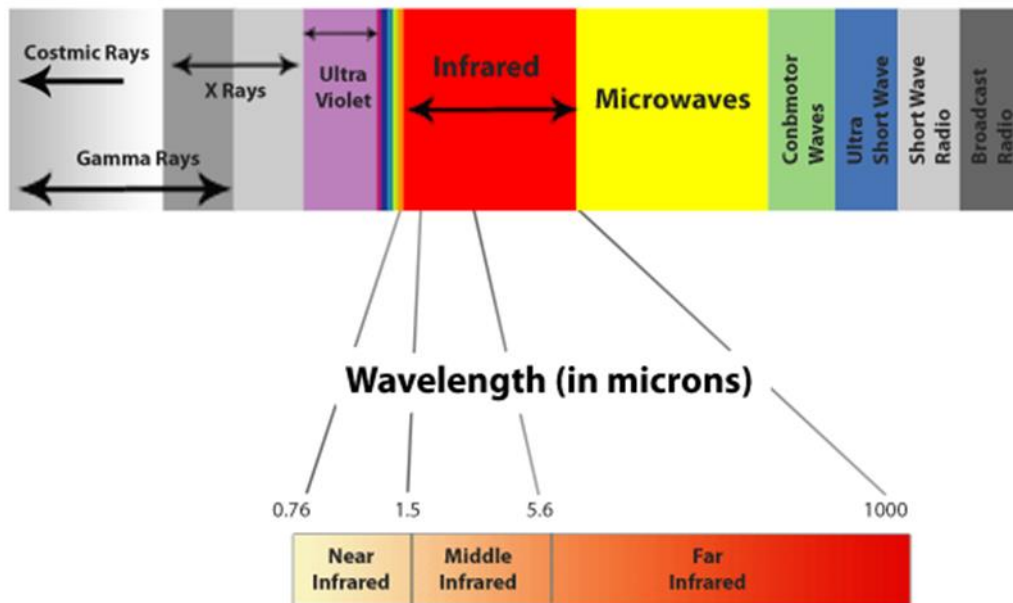 Costmic Rays
X Rays
Gamma Rays
Ultra
Violet
Infrared
Microwaves
Conbmotor
Waves
Ultra
Short Wave
Short Wave
Radio
Broadcast
Radio
Wavelength (in microns)
0.76
1.5
5.6
1000
Near
Infrared
Middle
Infrared
Far
Infrared